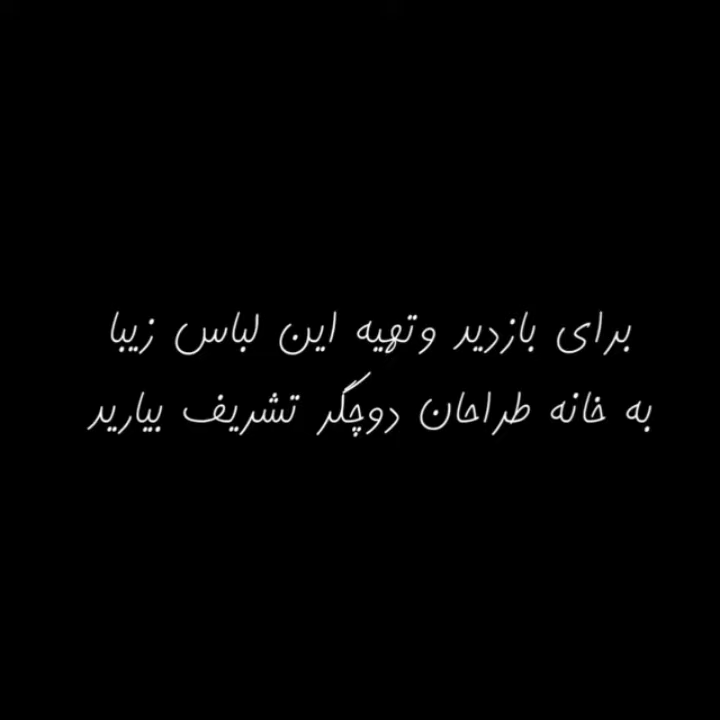 برای بازدید وتهیه این لباس زیبا
به خانه طراحان دوچگر تشریف بیارید